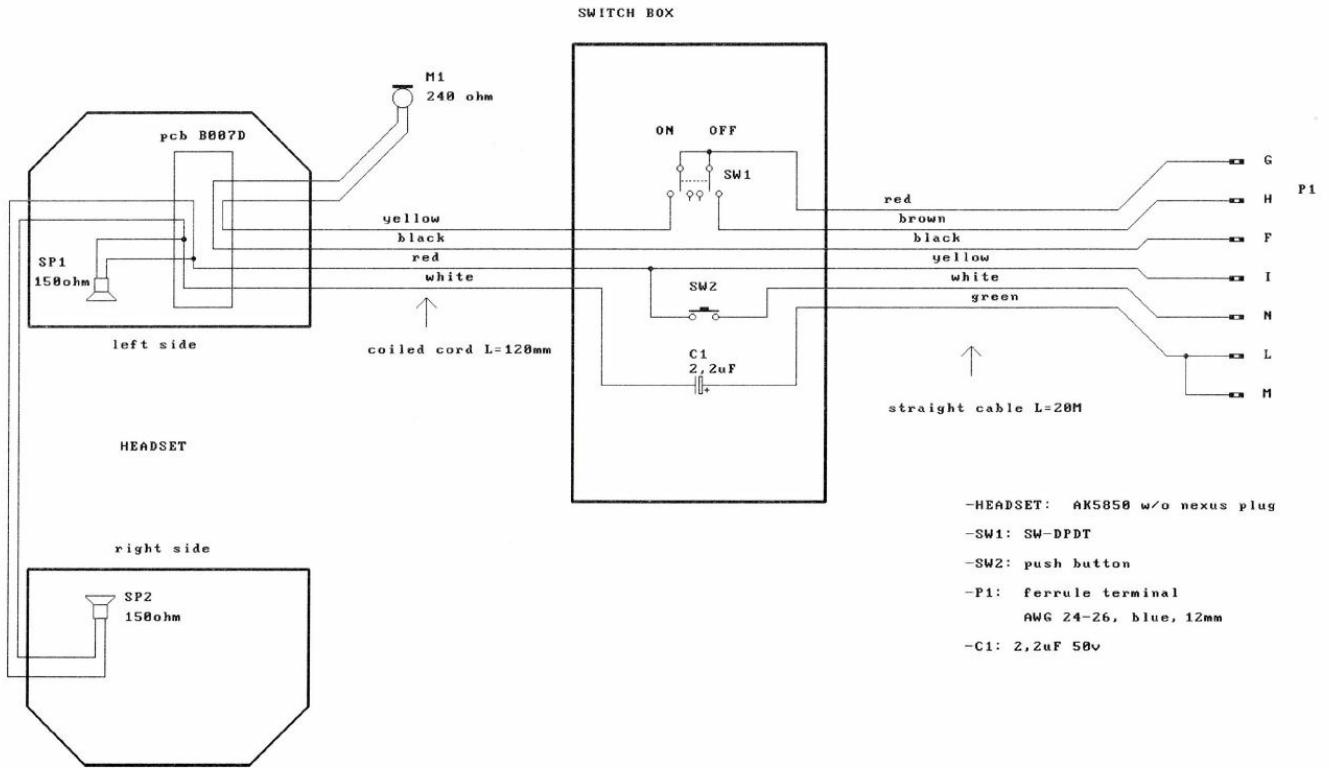 SWITCH BOX
M1
240 ohm
pcb B007D
ON OFF
SW1
G
H
P1
F
I
N
L
M
red
brown
yellow
black
black
red
yellow
white
white
green
SP1
150ohm
SW2
left side
coiled cord L=120mm
C1
2,2uF
+
straight cable L=20M
HEADSET
right side
SP2
150ohm
-HEADSET: AK5850 w/o nexus plug
-SW1: SW-DPDT
-SW2: push button
-P1: ferrule terminal
AWG 24-26, blue, 12mm
-C1: 2,2uF 50v